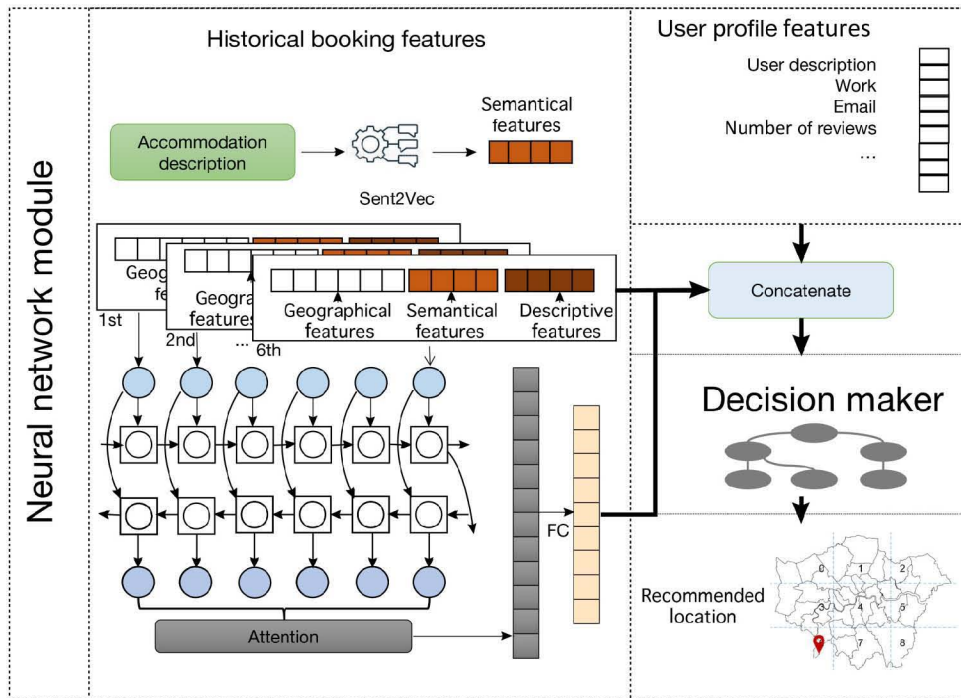 Neural network module
Historical booking features
Accommodation
description
Sent2Vec
Semantical
features
Geog
fe
1st
Geogra
features
2nd
...
6th
Geographical
features
Semantical
features
Descriptive
features
Attention
FC
User profile features
User description
Work
Email
Number of reviews
...
Concatenate
Decision maker
Recommended
location
0
1
2
3
4
5
7
8